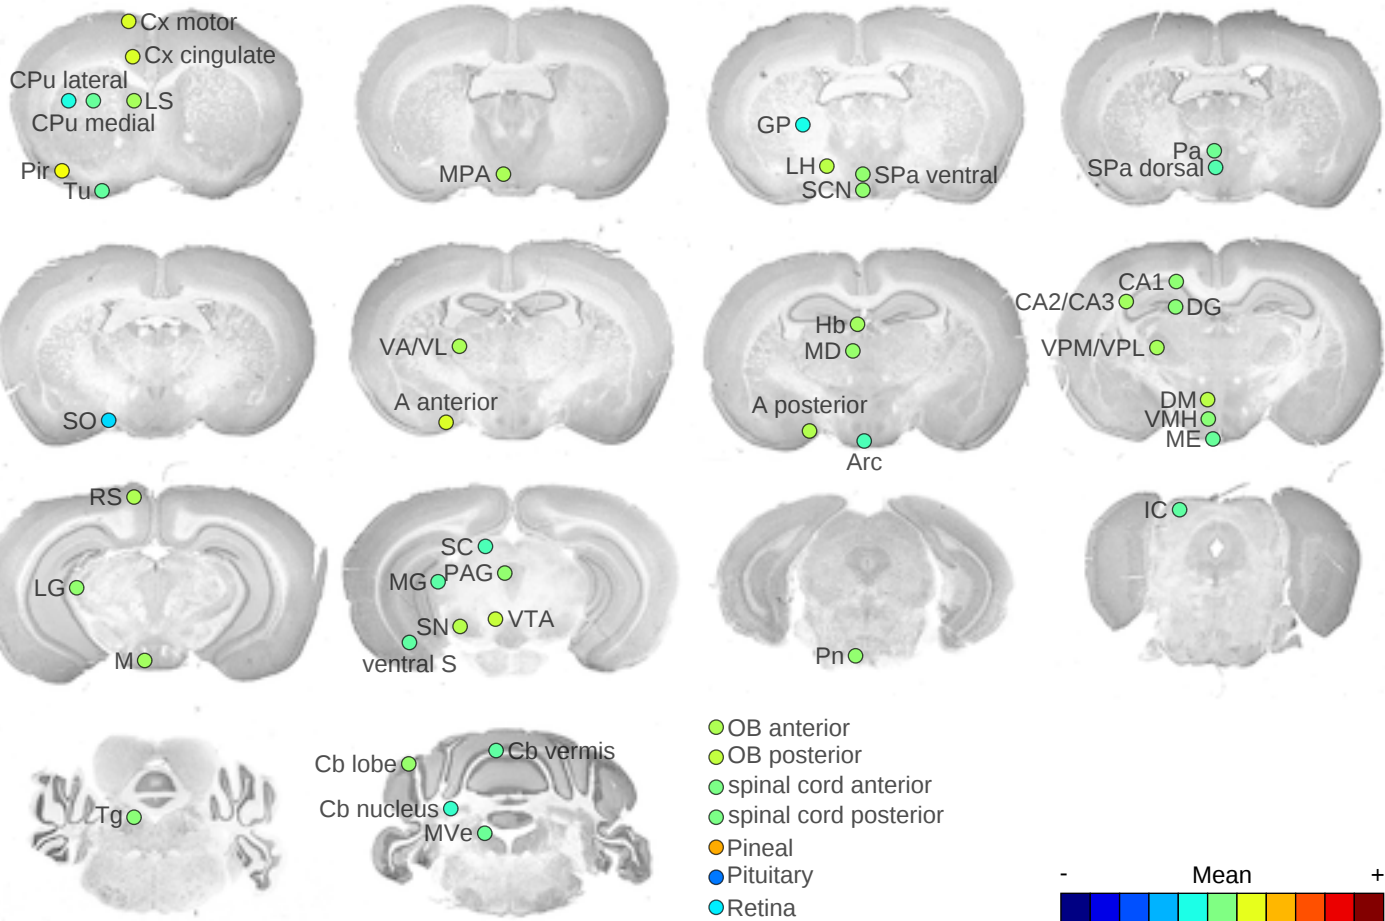 Cx motor
Cx cingulate
CPu lateral
LS
CPu medial
Pir
Tu
MPA
GP
LH
SPa ventral
SCN
Pa
SPa dorsal
SO
VA/VL
A anterior
Hb
MD
A posterior
Arc
CA1
CA2/CA3
DG
VPM/VPL
DM
VMH
ME
RS
LG
M
SC
MG
PAG
SN
VTA
ventral S
Pn
IC
Tg
Cb lobe
Cb vermis
Cb nucleus
MVe
OB anterior
OB posterior
spinal cord anterior
spinal cord posterior
Pineal
Pituitary
Retina
- Mean +